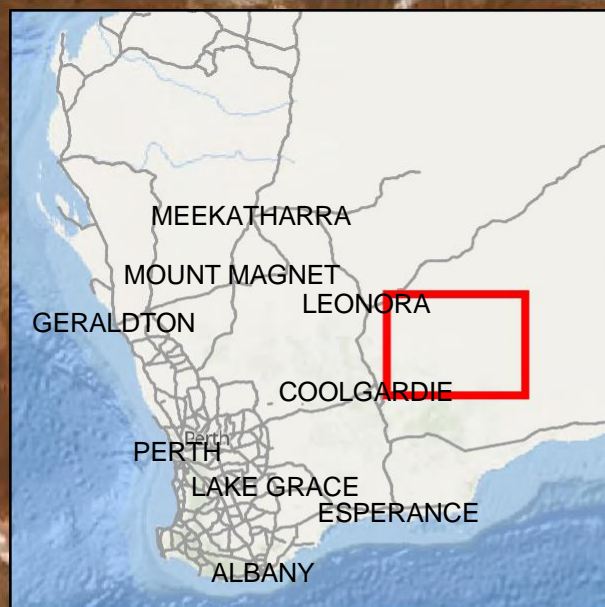 MEEKATHARRA
MOUNT MAGNET
LEONORA
GERALDTON
COOLGARDIE
Perth
PERTH
LAKE GRACE
ESPERANCE
ALBANY